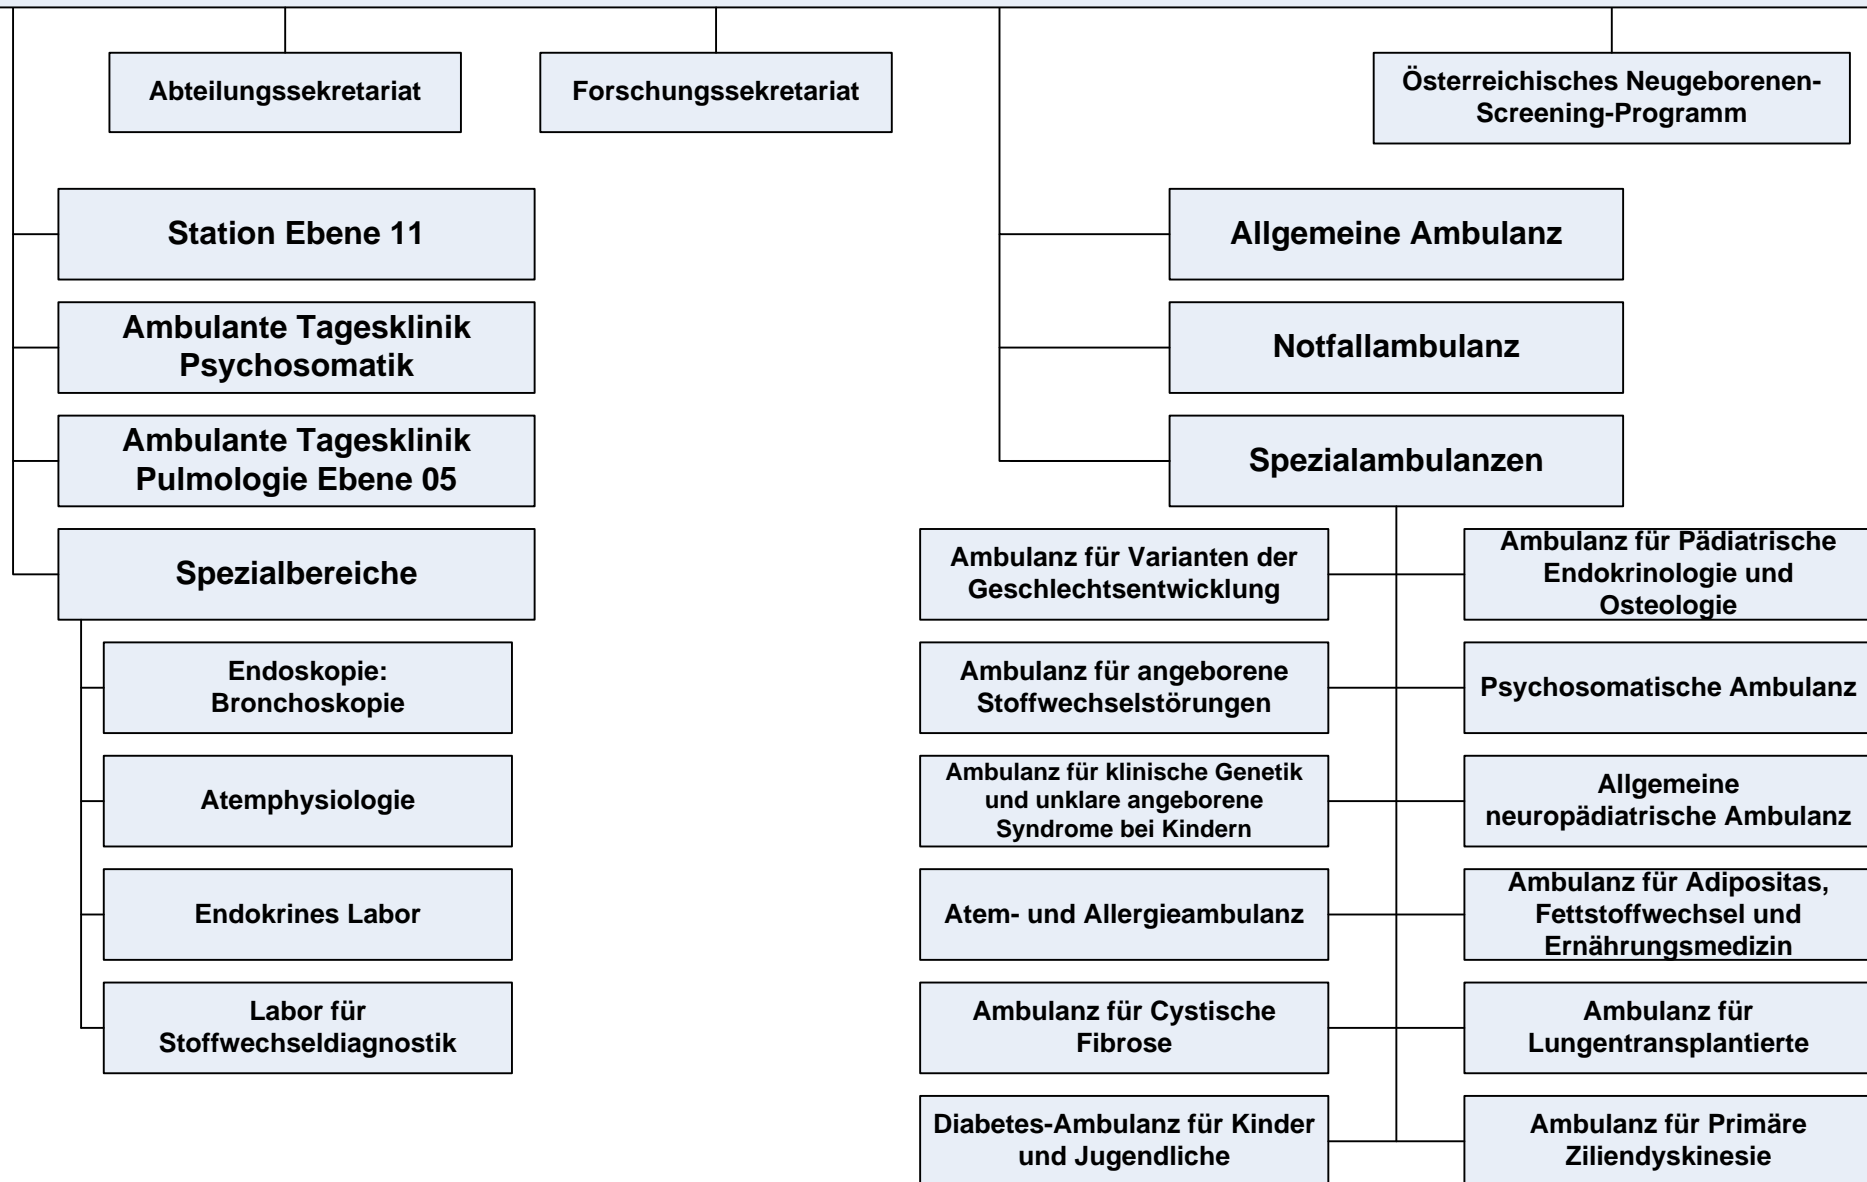 Abteilungssekretariat
Forschungssekretariat
Österreichisches Neugeborenen-
Screening-Programm
Station Ebene 11
Ambulante Tagesklinik
Psychosomatik
Ambulante Tagesklinik
Pulmologie Ebene 05
Spezialbereiche
Endoskopie:
Bronchoskopie
Atemphysiologie
Endokrines Labor
Labor für
Stoffwechseldiagnostik
Allgemeine Ambulanz
Notfallambulanz
Spezialambulanzen
Ambulanz für Varianten der
Geschlechtsentwicklung
Ambulanz für angeborene
Stoffwechselstörungen
Ambulanz für klinische Genetik
und unklare angeborene
Syndrome bei Kindern
Atem- und Allergieambulanz
Ambulanz für Cystische
Fibrose
Diabetes-Ambulanz für Kinder
und Jugendliche
Ambulanz für Pädiatrische
Endokrinologie und
Osteologie
Psychosomatische Ambulanz
Allgemeine
neuropädiatrische Ambulanz
Ambulanz für Adipositas,
Fettstoffwechsel und
Ernährungsmedizin
Ambulanz für
Lungentransplantierte
Ambulanz für Primäre
Ziliendyskinesie